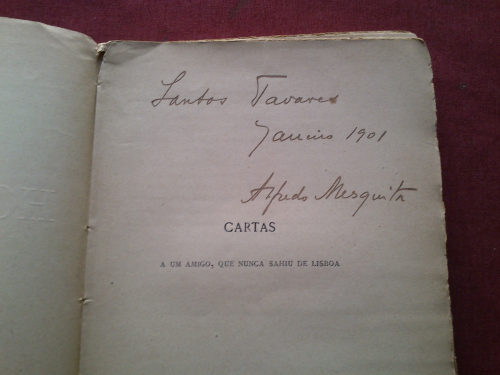 Santos Tavares
Janeiro 1901
Alfredo Mesquita
CARTAS
A UM AMIGO, QUE NUNCA SAHIU DE LISBOA